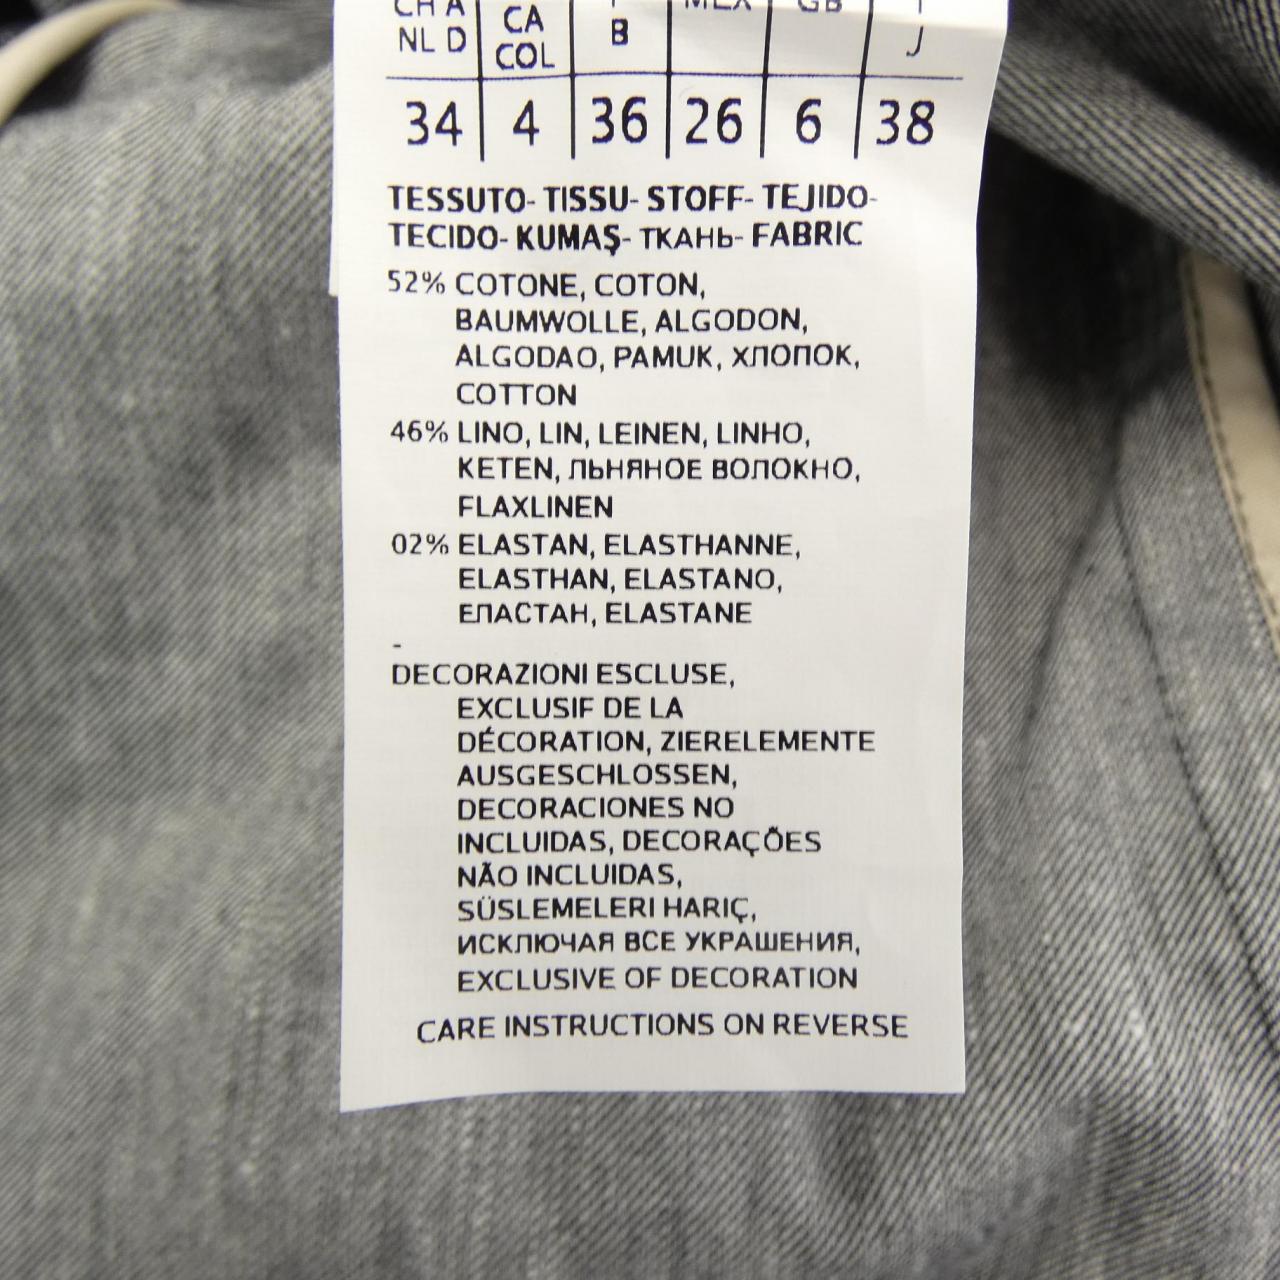 CH A
NL D
CA
COL
B
MEX
GB
J
34 4 36 26 6 38
TESSUTO- TISSU- STOFF- TEJIDO-
TECIDO- KUMAŞ- ТКАНЬ- FABRIC
52% COTONE, COTON,
BAUMWOLLE, ALGODON,
ALGODAO, PAMUK, ХЛОПОК,
COTTON
46% LINO, LIN, LEINEN, LINHO,
KETEN, ЛЬНЯНОЕ ВОЛОКНО,
FLAXLINEN
02% ELASTAN, ELASTHANNE,
ELASTHAN, ELASTANO,
ЕЛАСТАН, ELASTANE
-
DECORAZIONI ESCLUSE,
EXCLUSIF DE LA
DÉCORATION, ZIERELEMENTE
AUSGESCHLOSSEN,
DECORACIONES NO
INCLUIDAS, DECORAÇÕES
NÃO INCLUIDAS,
SÜSLEMELERI HARIÇ,
ИСКЛЮЧАЯ ВСЕ УКРАШЕНИЯ,
EXCLUSIVE OF DECORATION
CARE INSTRUCTIONS ON REVERSE